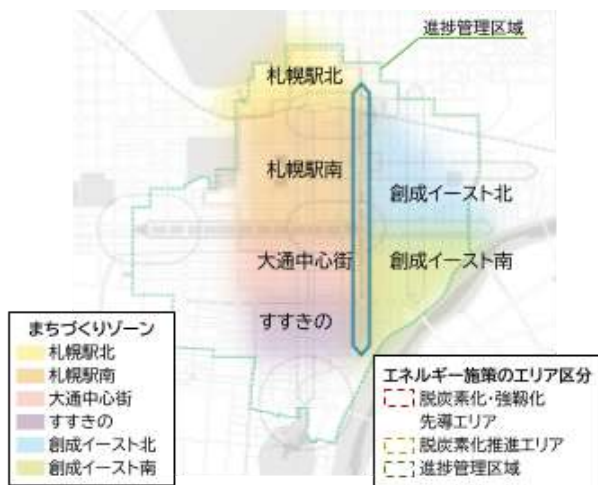 進捗管理区域
札幌駅北
札幌駅南
創成イースト北
大通中心街
創成イースト南
すすきの
まちづくりゾーン
札幌駅北
札幌駅南
大通中心街
すすきの
創成イースト北
創成イースト南
エネルギー施策のエリア区分
脱炭素化・強靱化
先導エリア
脱炭素化推進エリア
進捗管理区域